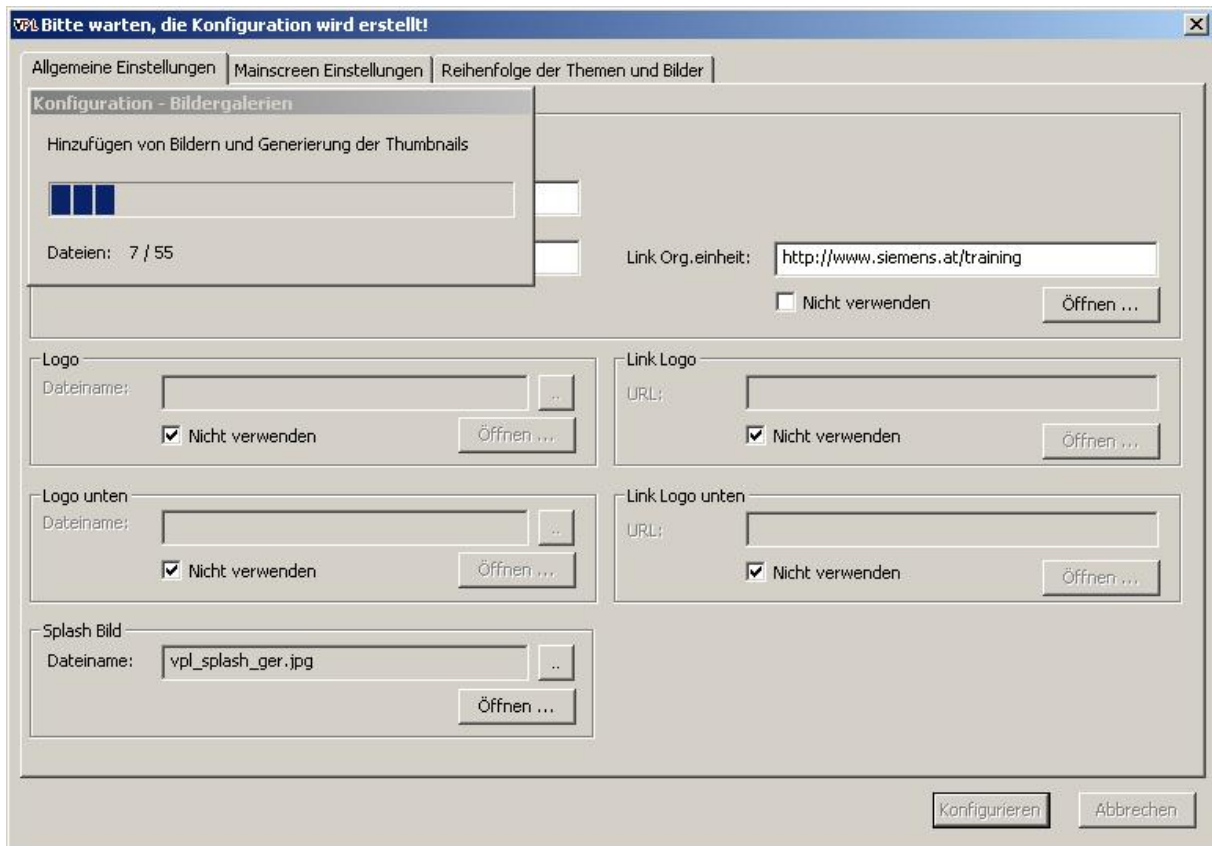 VPL Bitte warten, die Konfiguration wird erstellt!
Allgemeine Einstellungen Mainscreen Einstellungen Reihenfolge der Themen und Bilder
Konfiguration - Bildergalerien
Hinzufügen von Bildern und Generierung der Thumbnails
Dateien: 7 / 55
Link Org.einheit: http://www.siemens.at/training
Nicht verwenden Öffnen ...
Logo
Dateiname: ..
Nicht verwenden Öffnen ...
Link Logo
URL:
Nicht verwenden Öffnen ...
Logo unten
Dateiname: ..
Nicht verwenden Öffnen ...
Link Logo unten
URL:
Nicht verwenden Öffnen ...
Splash Bild
Dateiname: vpl_splash_ger.jpg ..
Öffnen ...
Konfigurieren Abbrechen